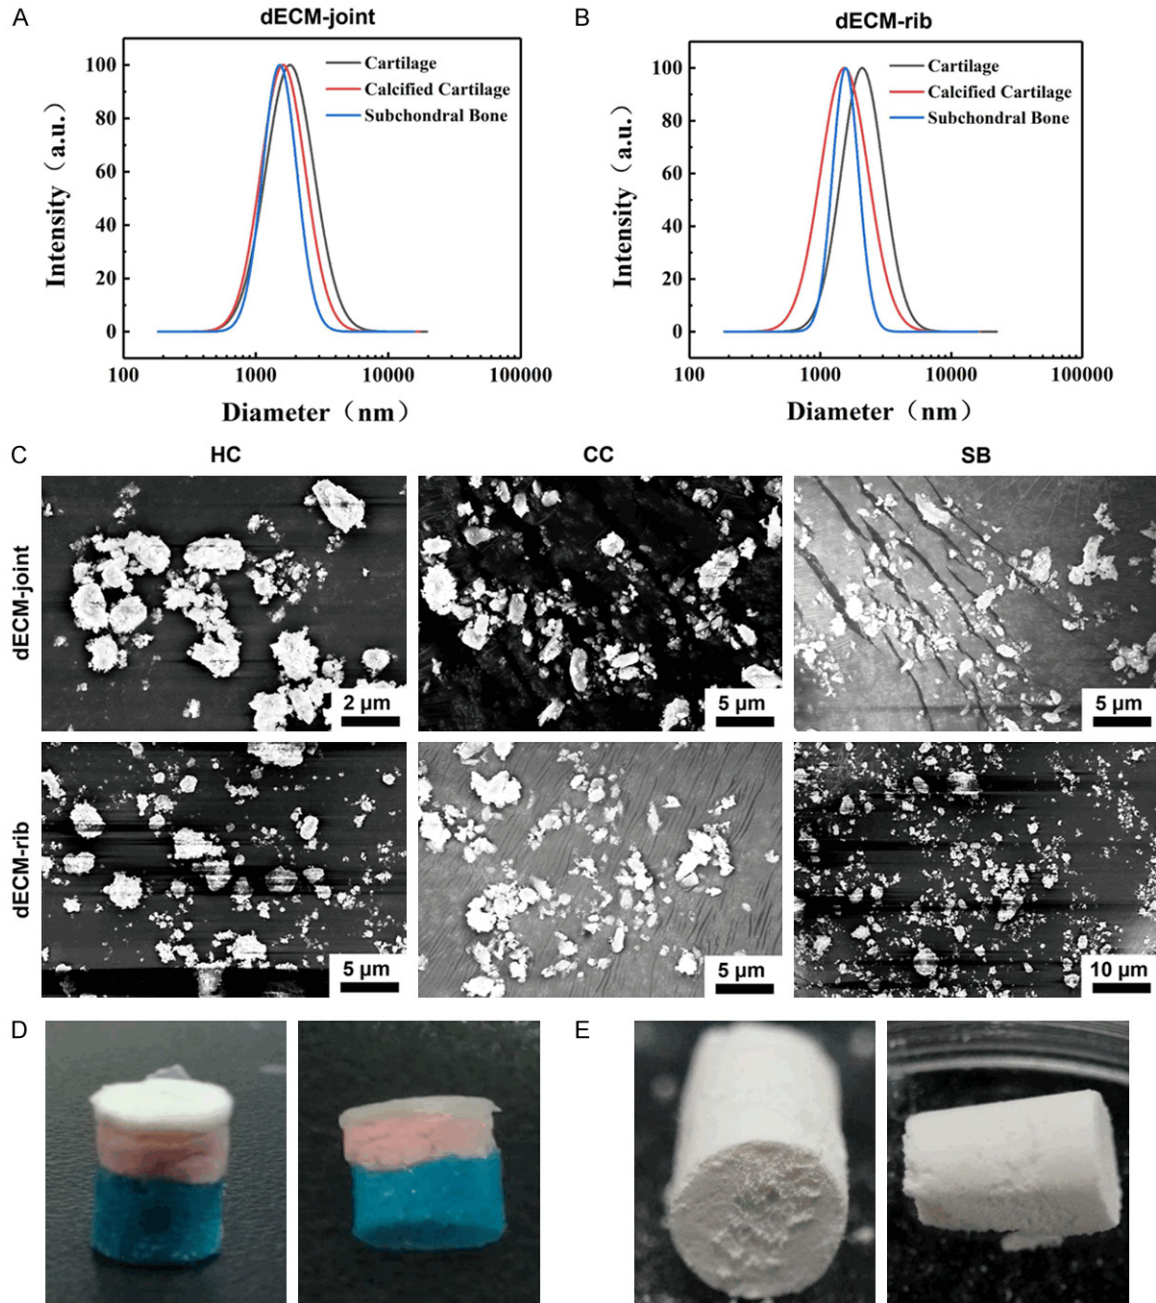 A
dECM-joint
Intensity（a.u.）
100
80
60
40
20
0
Cartilage
Calcified Cartilage
Subchondral Bone
100
1000
10000
100000
Diameter（nm）
B
dECM-rib
Intensity（a.u.）
100
80
60
40
20
0
Cartilage
Calcified Cartilage
Subchondral Bone
100
1000
10000
100000
Diameter（nm）
C
HC
CC
SB
dECM-joint
2 µm
5 µm
5 µm
dECM-rib
5 µm
5 µm
10 µm
D
E